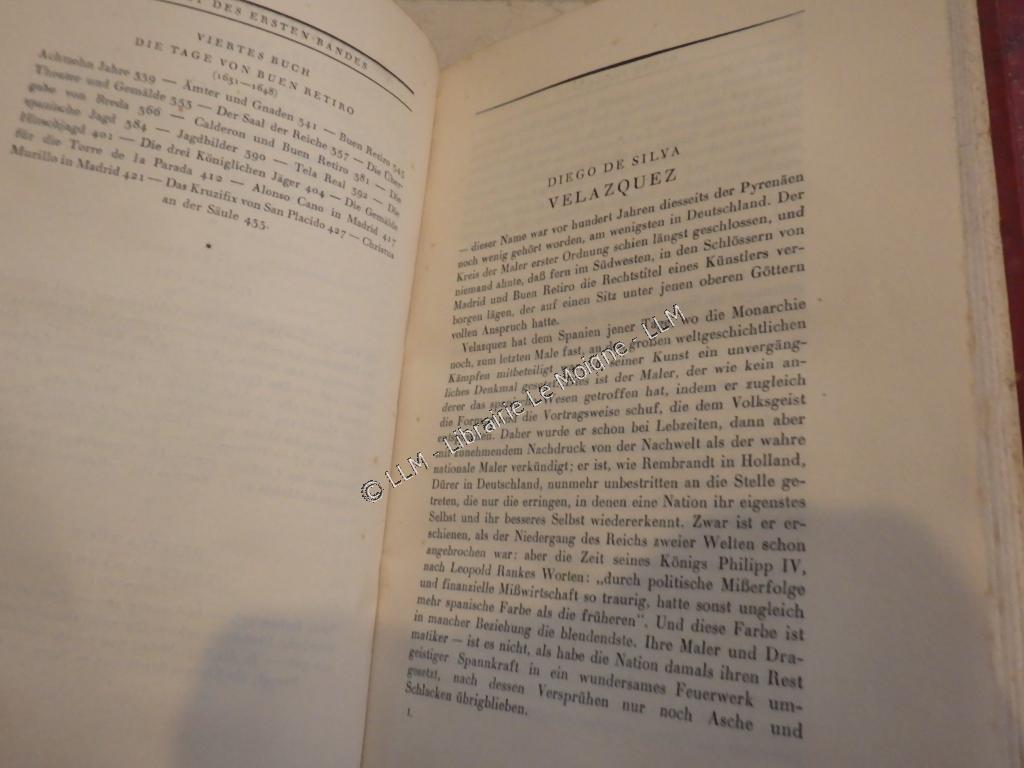 DES ERSTEN BANDES
VIERTES BUCH
DIE TAGE VON BUEN RETIRO
(1631—1648)
Achtzehn Jahre 339 — Ämter und Gnaden 341 — Buen Retiro 345
Theater und Gemälde 353 — Der Saal der Reiche 357 — Die Über-
gabe von Breda 366 — Calderon und Buen Retiro 381 — Die
spanische Jagd 384 — Jagdbilder 390 — Tela Real 392 — Die
Hirschjagd 401 — Die drei Königlichen Jäger 404 — Die Gemälde
für die Torre de la Parada 412 — Alonso Cano in Madrid 417
Murillo in Madrid 421 — Das Kruzifix von San Placido 427 — Christus
an der Säule 433.
DIEGO DE SILVA
VELAZQUEZ
— dieser Name war vor hundert Jahren diesseits der Pyrenäen
noch wenig gehört worden, am wenigsten in Deutschland. Der
Kreis der Maler erster Ordnung schien längst geschlossen, und
niemand ahnte, daß fern im Südwesten, in den Schlössern von
Madrid und Buen Retiro die Rechtstitel eines Künstlers ver-
borgen lägen, der auf einen Sitz unter jenen oberen Göttern
vollen Anspruch hatte.
Velazquez hat dem Spanien jener wo die Monarchie
noch, zum letzten Male fast, an großen weltgeschichtlichen
Kämpfen mitbeteiligt seiner Kunst ein unvergäng-
liches Denkmal ist der Maler, der wie kein an-
derer das Wesen getroffen hat, indem er zugleich
die und die Vortragsweise schuf, die dem Volksgeist
Daher wurde er schon bei Lebzeiten, dann aber
mit zunehmendem Nachdruck von der Nachwelt als der wahre
nationale Maler verkündigt; er ist, wie Rembrandt in Holland,
Dürer in Deutschland, nunmehr unbestritten an die Stelle ge-
treten, die nur die erringen, in denen eine Nation ihr eigenstes
Selbst und ihr besseres Selbst wiedererkennt. Zwar ist er er-
schienen, als der Niedergang des Reichs zweier Welten schon
angebrochen war: aber die Zeit seines Königs Philipp IV,
nach Leopold Rankes Worten: „durch politische Mißerfolge
und finanzielle Mißwirtschaft so traurig, hatte sonst ungleich
mehr spanische Farbe als die früheren“. Und diese Farbe ist
in mancher Beziehung die blendendste. Ihre Maler und Dra-
matiker — ist es nicht, als habe die Nation damals ihren Rest
geistiger Spannkraft in ein wundersames Feuerwerk um-
gesetzt, nach dessen Versprühen nur noch Asche und
Schlacken übrigblieben.
I.
© LLM - Librairie Le Moigne - LLM